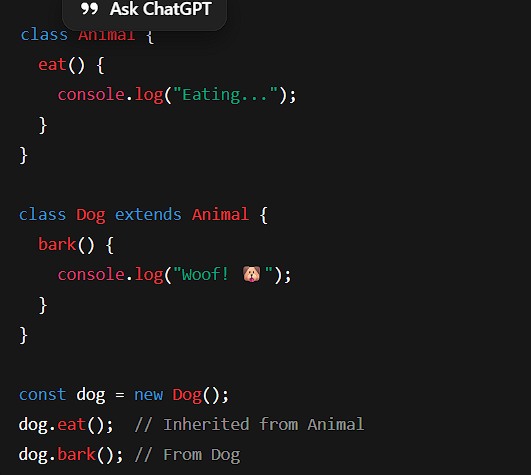 Ask ChatGPT
class Animal {
  eat() {
    console.log("Eating...");
  }
}

class Dog extends Animal {
  bark() {
    console.log("Woof! 🐶");
  }
}

const dog = new Dog();
dog.eat();  // Inherited from Animal
dog.bark(); // From Dog